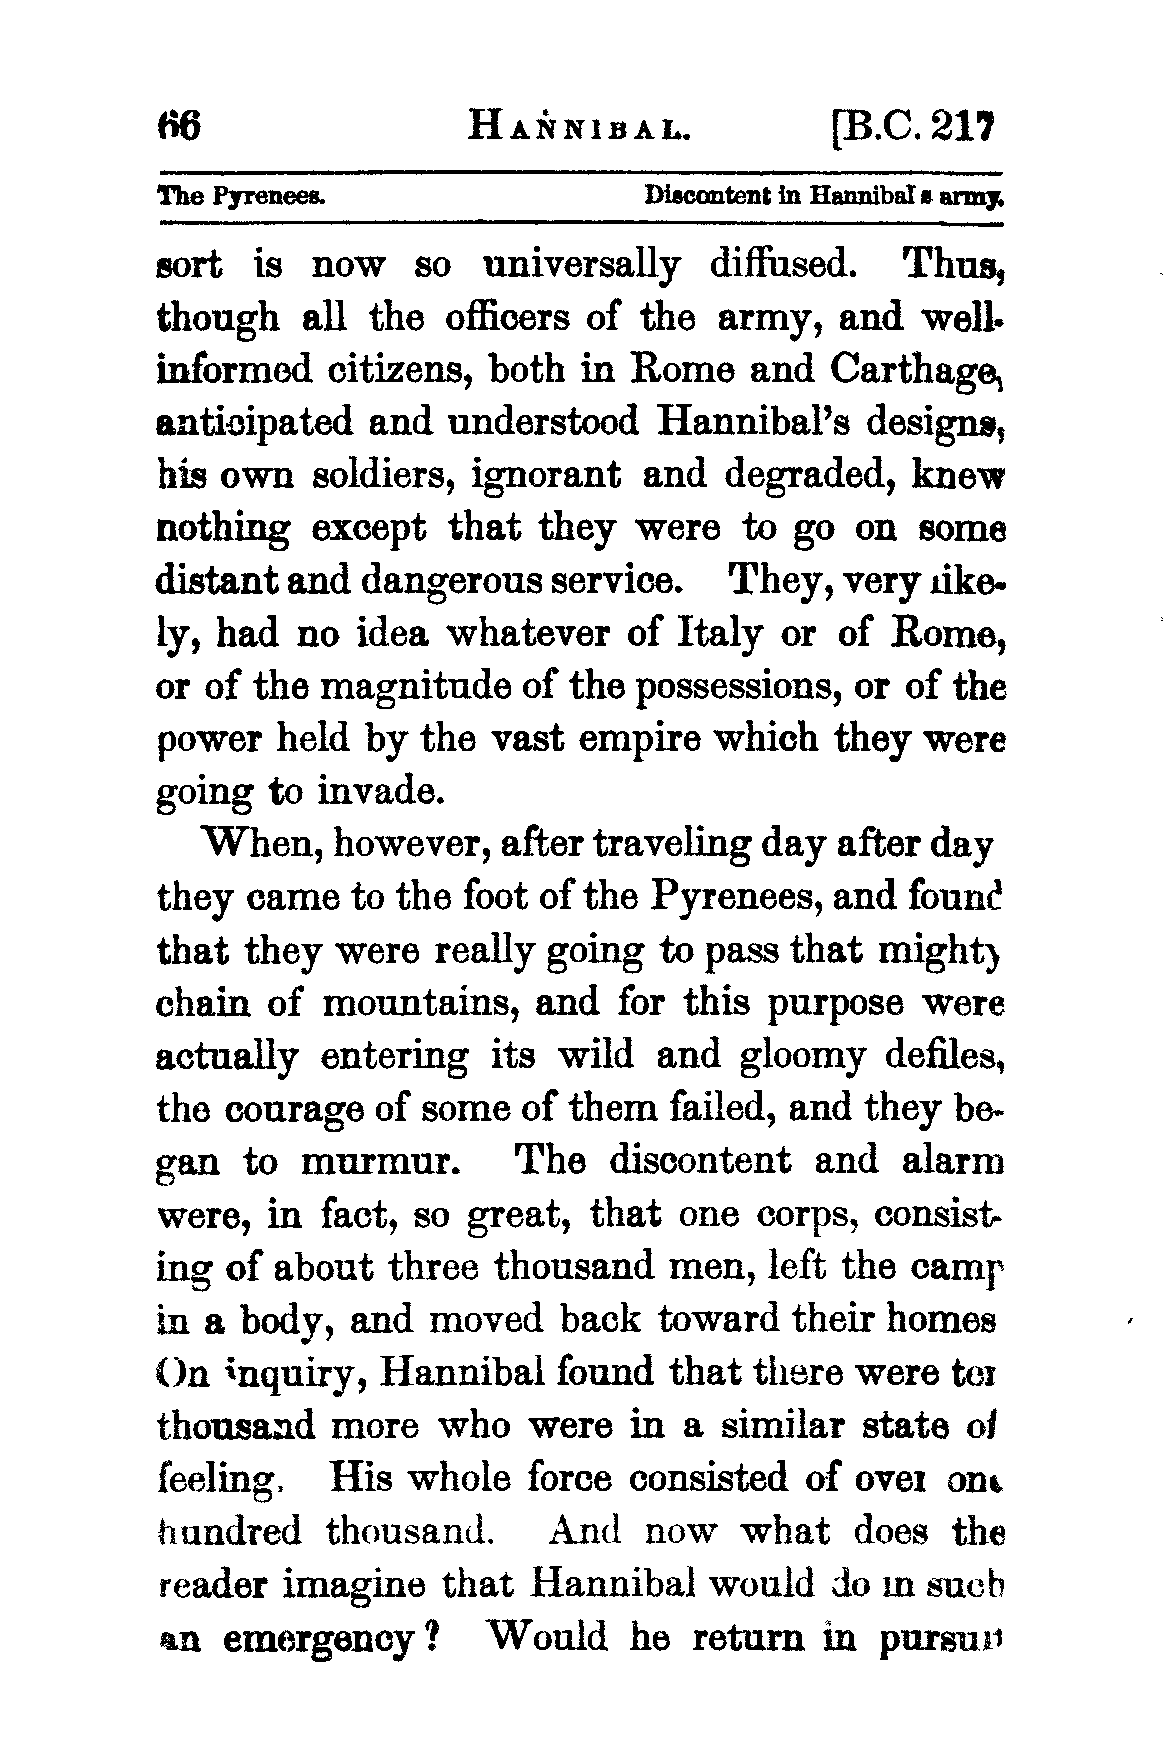 66 HANNIBAL. [B.C. 217
The Pyrenees. Discontent in Hannibal's army.
sort is now so universally diffused. Thus,
though all the officers of the army, and well-
informed citizens, both in Rome and Carthage,
anticipated and understood Hannibal's designs,
his own soldiers, ignorant and degraded, knew
nothing except that they were to go on some
distant and dangerous service. They, very like-
ly, had no idea whatever of Italy or of Rome,
or of the magnitude of the possessions, or of the
power held by the vast empire which they were
going to invade.
When, however, after traveling day after day
they came to the foot of the Pyrenees, and found
that they were really going to pass that mighty
chain of mountains, and for this purpose were
actually entering its wild and gloomy defiles,
the courage of some of them failed, and they be-
gan to murmur. The discontent and alarm
were, in fact, so great, that one corps, consist-
ing of about three thousand men, left the camp
in a body, and moved back toward their homes
On inquiry, Hannibal found that there were ten
thousand more who were in a similar state of
feeling. His whole force consisted of over one
hundred thousand. And now what does the
reader imagine that Hannibal would do in such
an emergency? Would he return in pursuit